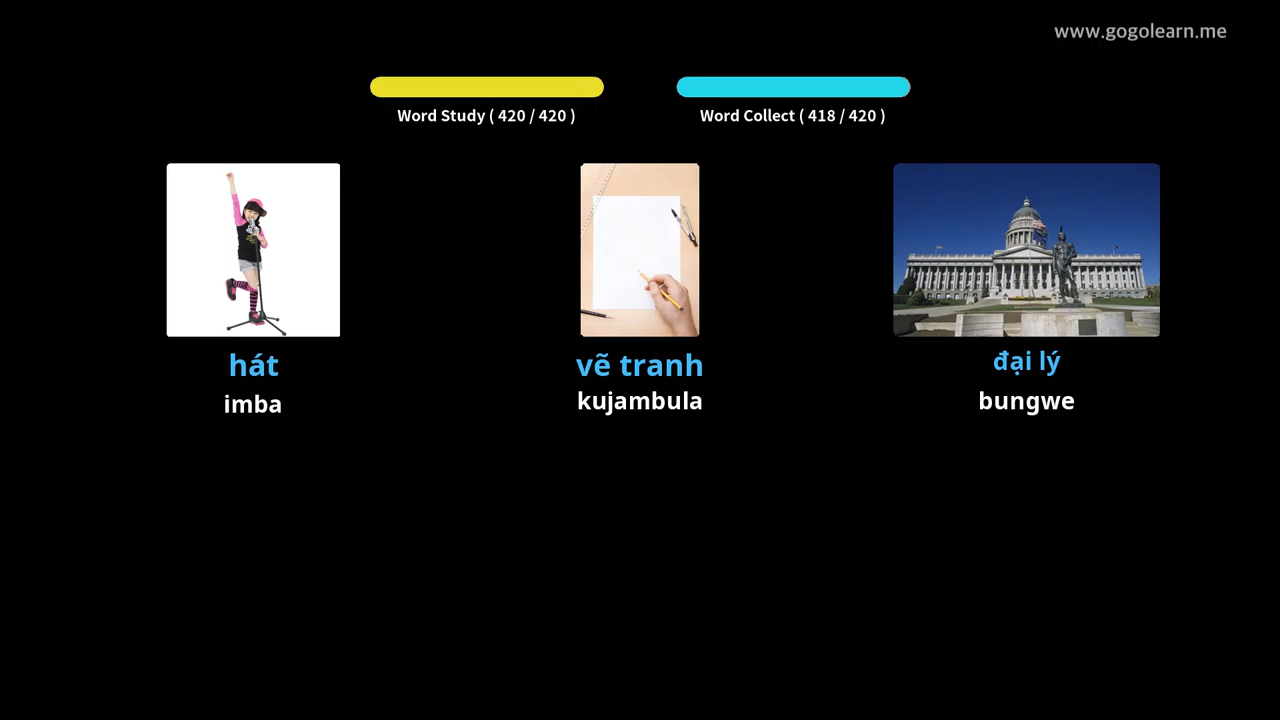 www.gogolearn.me
Word Study ( 420 / 420 )
Word Collect ( 418 / 420 )
hát
imba
vẽ tranh
kujambula
đại lý
bungwe